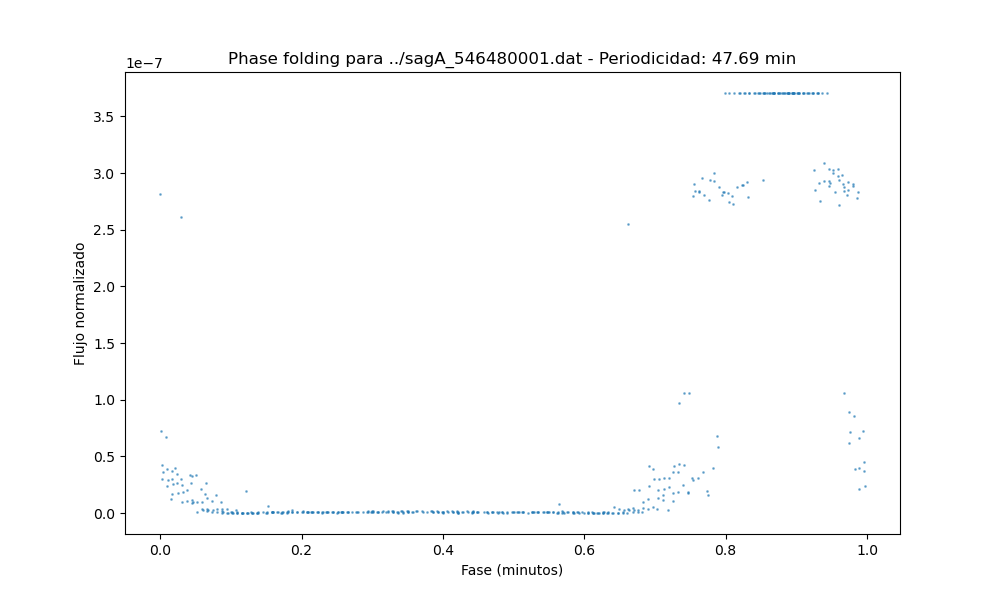 Phase folding para ../sagA_546480001.dat - Periodicidad: 47.69 min
1e−7
3.5
3.0
2.5
2.0
1.5
1.0
0.5
0.0
Flujo normalizado
0.0 0.2 0.4 0.6 0.8 1.0
Fase (minutos)